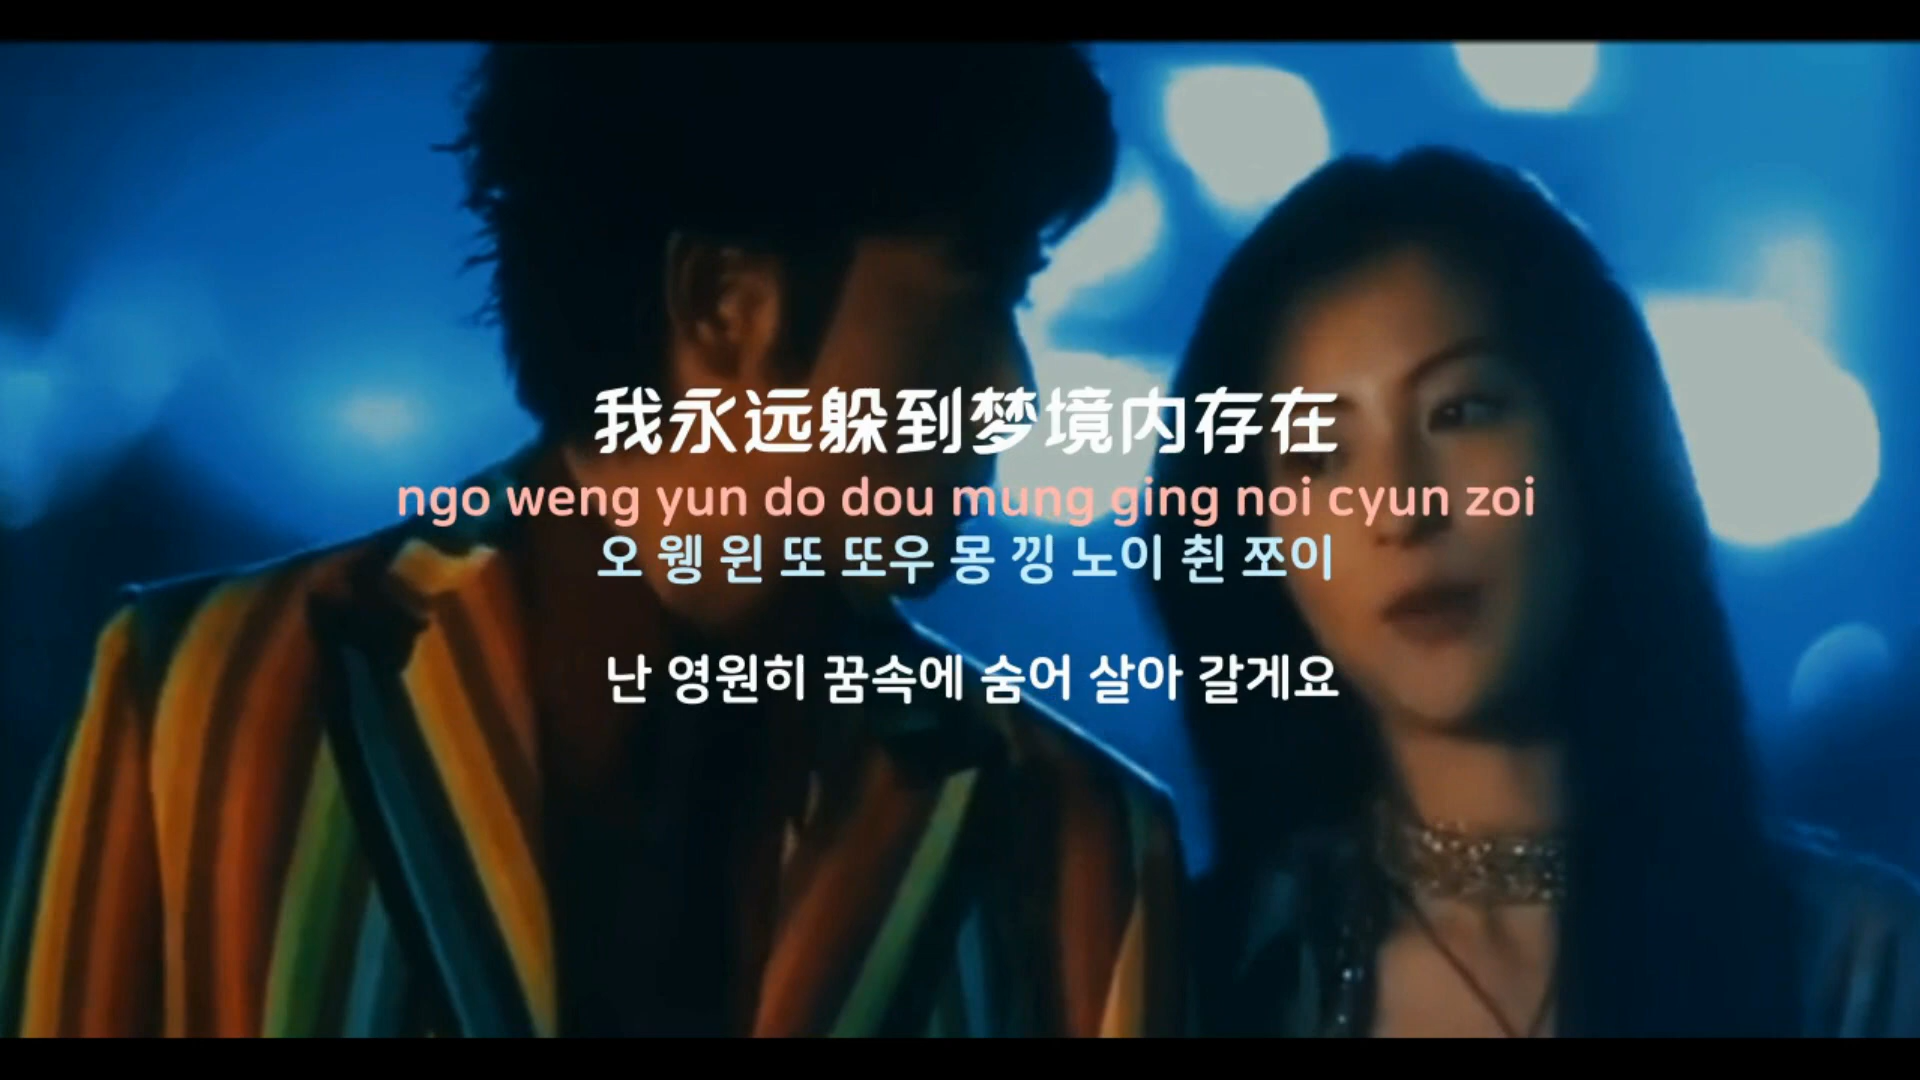 我永远躲到梦境内存在
ngo weng yun do dou mung ging noi cyun zoi
오 웽 윈 또 또우 몽 낑 노이 췬 쪼이
난 영원히 꿈속에 숨어 살아 갈게요